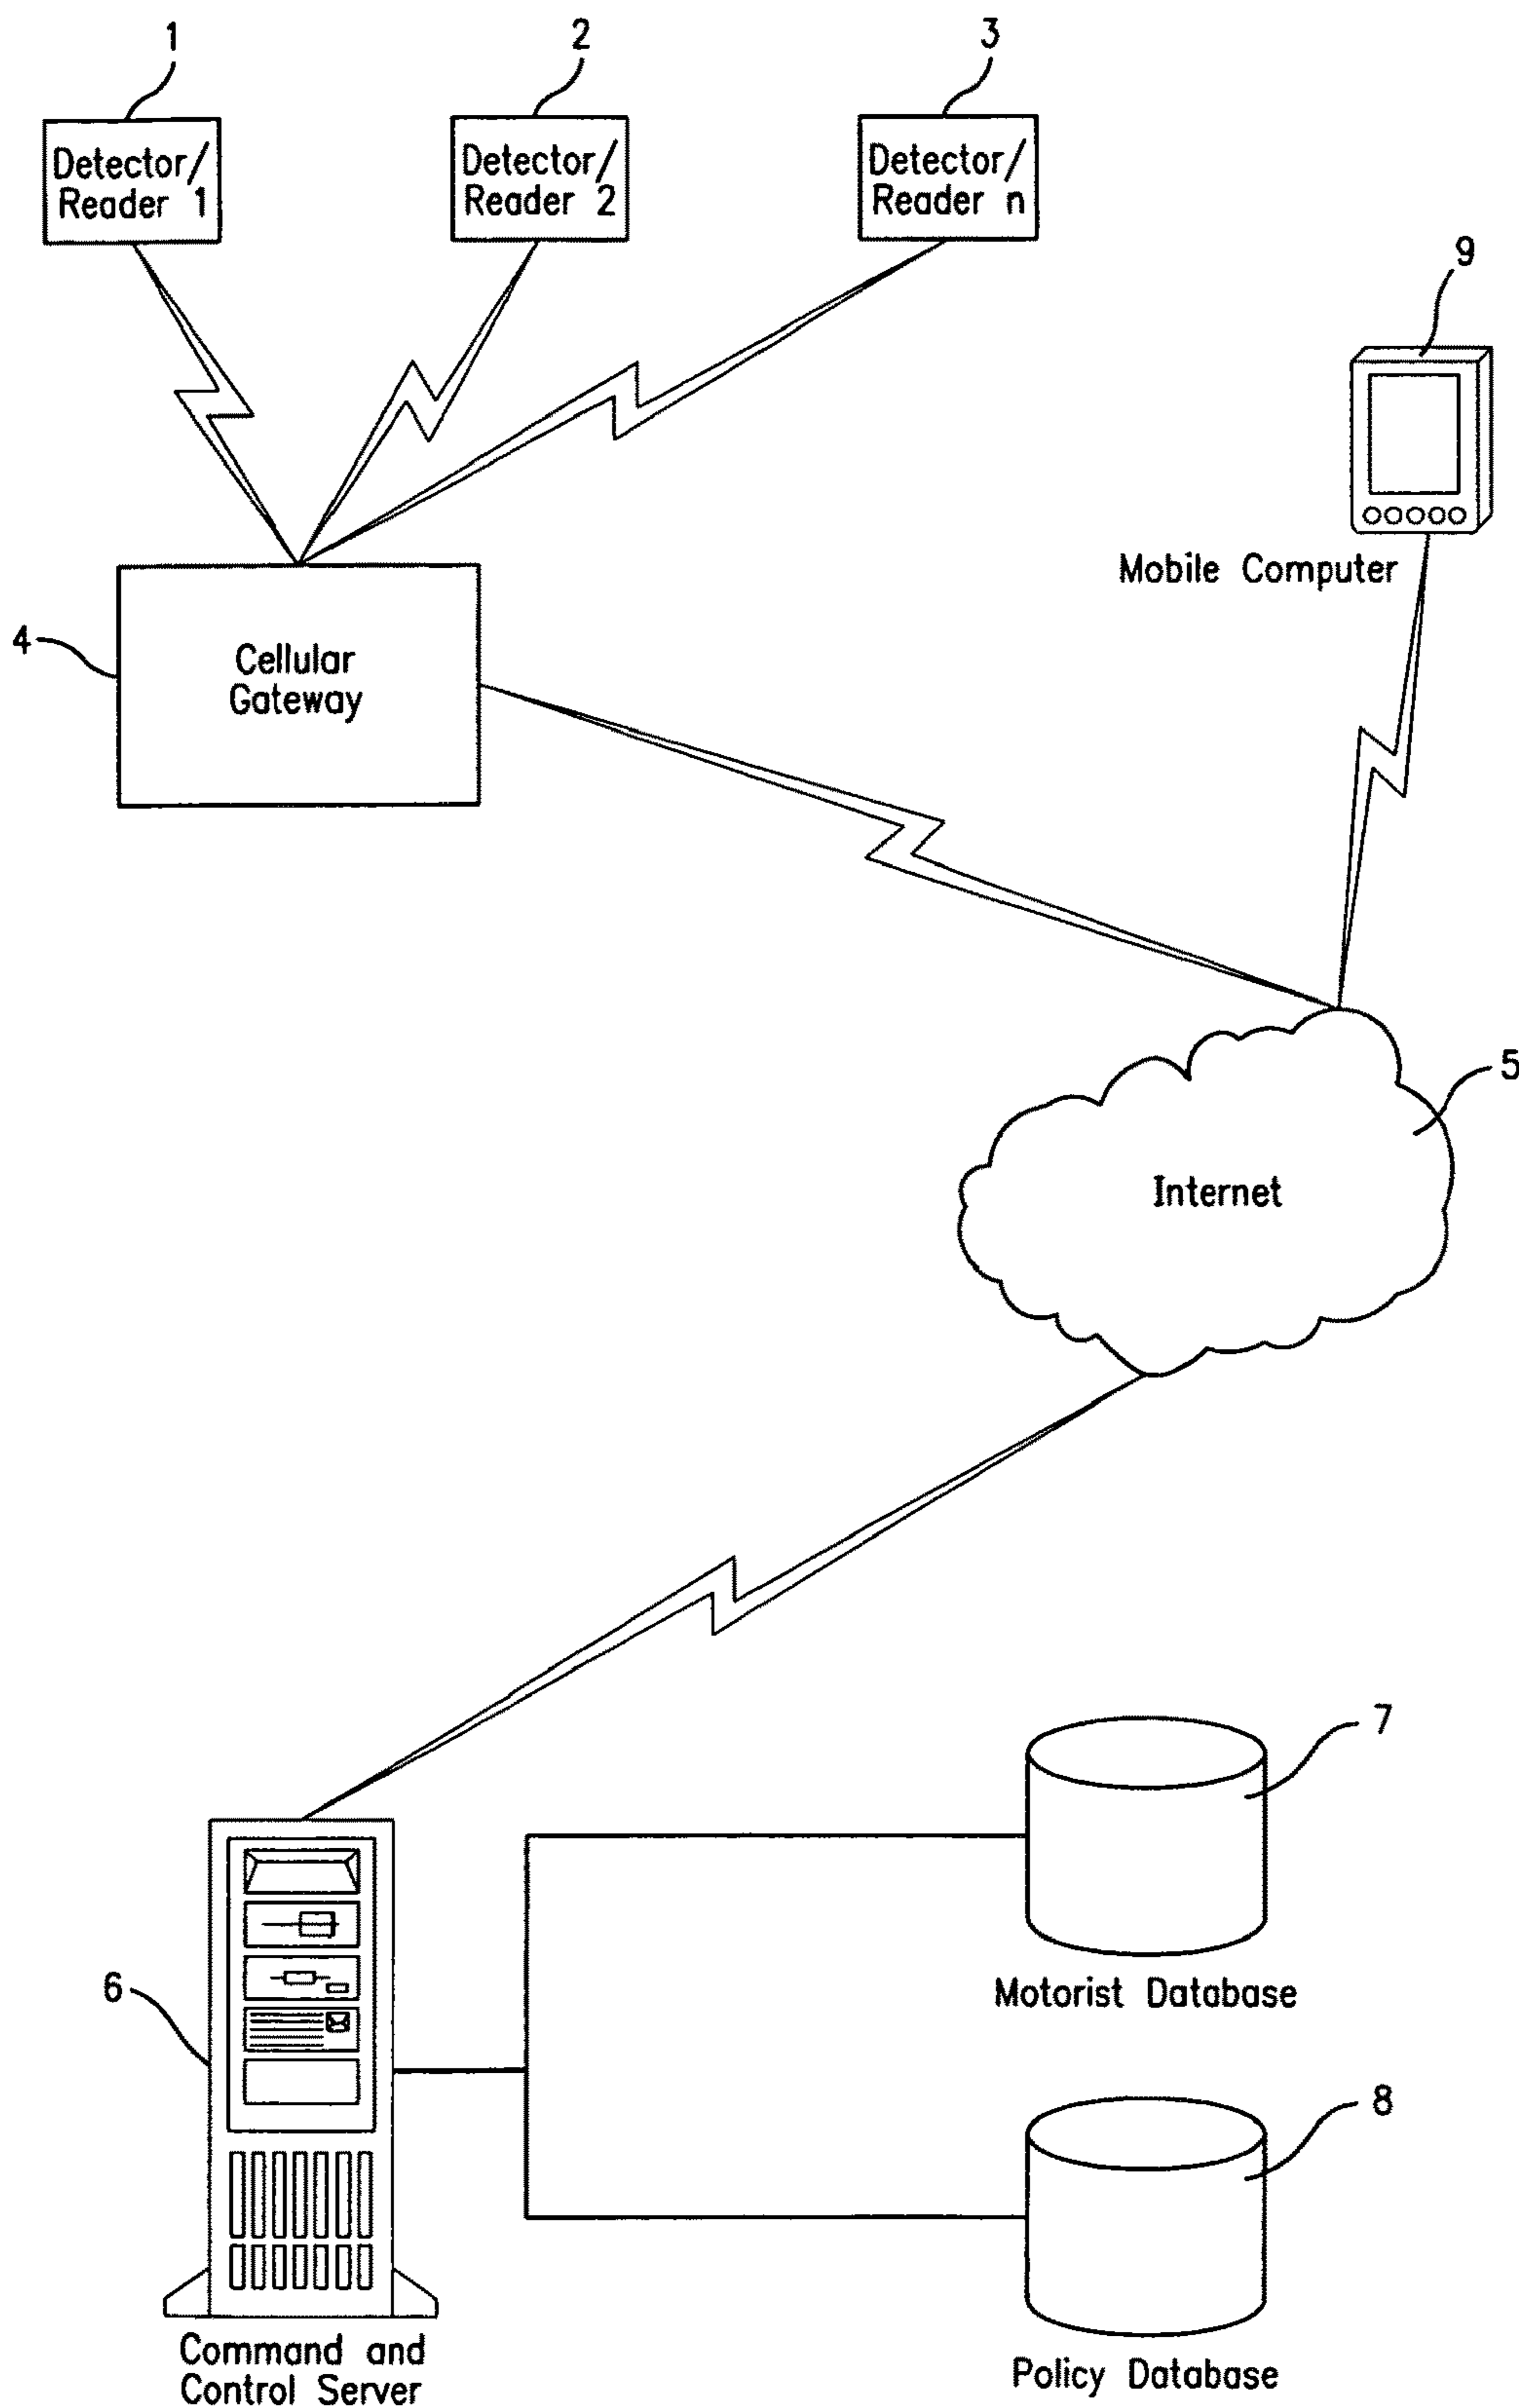 1
2
3
Detector/
Reader 1
Detector/
Reader 2
Detector/
Reader n
9
Mobile Computer
4
Cellular
Gateway
5
Internet
7
Motorist Database
6
8
Command and
Control Server
Policy Database